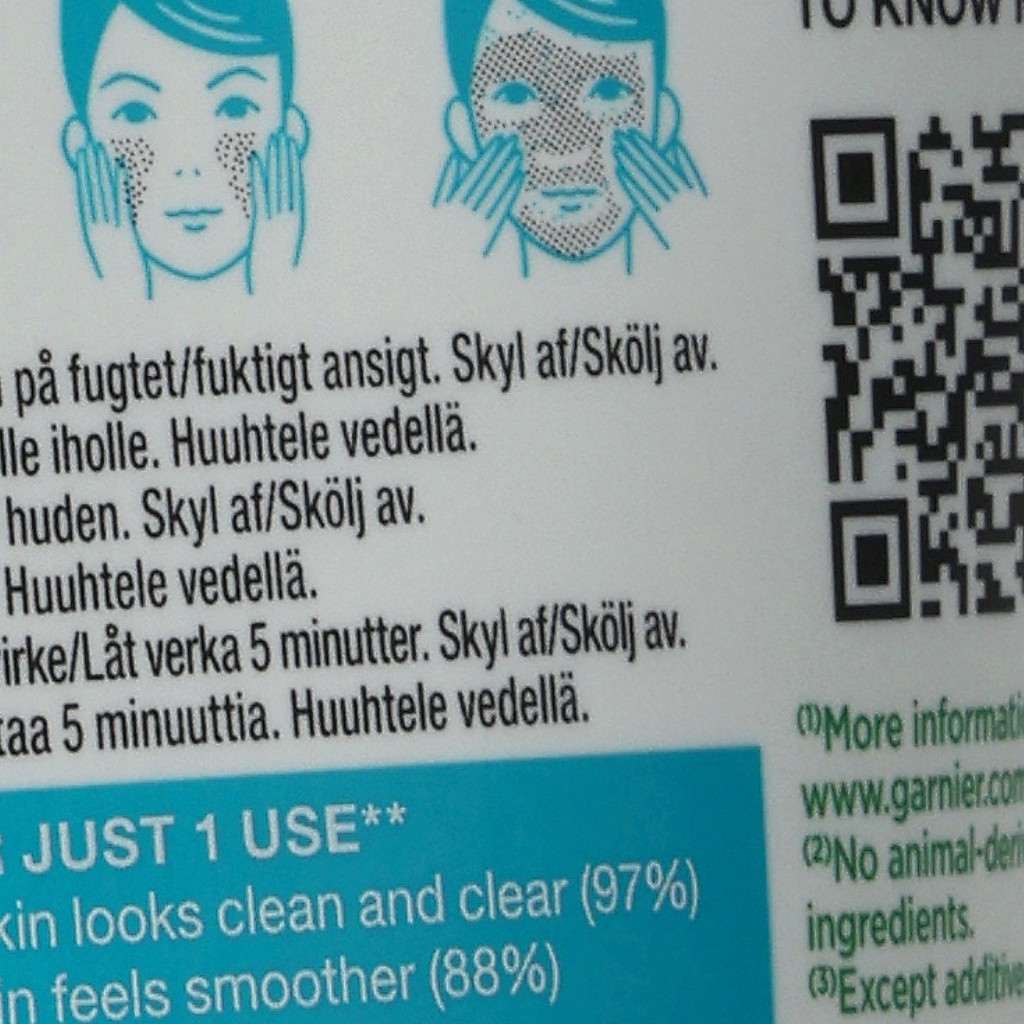 TO KNOW
på fugtet/fuktigt ansigt. Skyl af/Skölj av.
lle iholle. Huuhtele vedellä.
huden. Skyl af/Skölj av.
Huuhtele vedellä.
irke/Låt verka 5 minutter. Skyl af/Skölj av.
taa 5 minuuttia. Huuhtele vedellä.
JUST 1 USE**
kin looks clean and clear (97%)
in feels smoother (88%)
(1)More informati
www.garnier.com
(2)No animal-deri
ingredients.
(3)Except additive